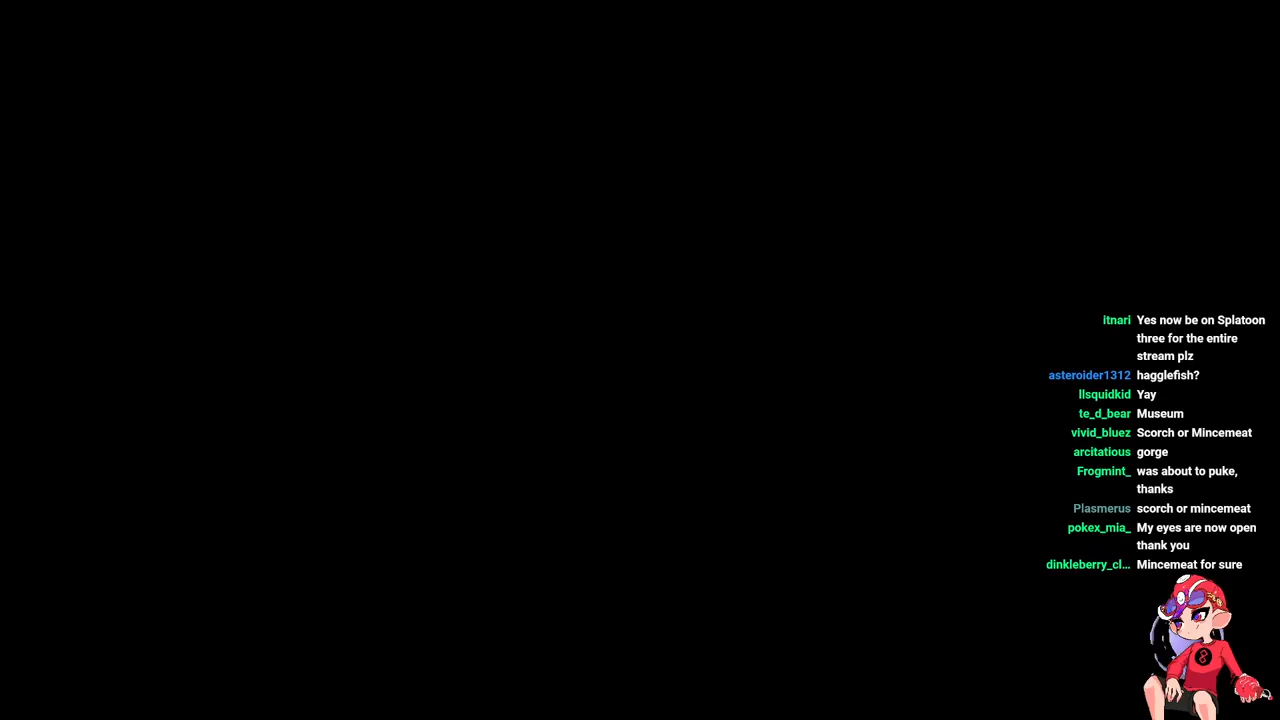 itnari Yes now be on Splatoon
three for the entire
stream plz
asteroider1312 hagglefish?
llsquidkid Yay
te_d_bear Museum
vivid_bluez Scorch or Mincemeat
arcitatious gorge
Frogmint_ was about to puke,
thanks
Plasmerus scorch or mincemeat
pokex_mia_ My eyes are now open
thank you
dinkleberry_cl… Mincemeat for sure